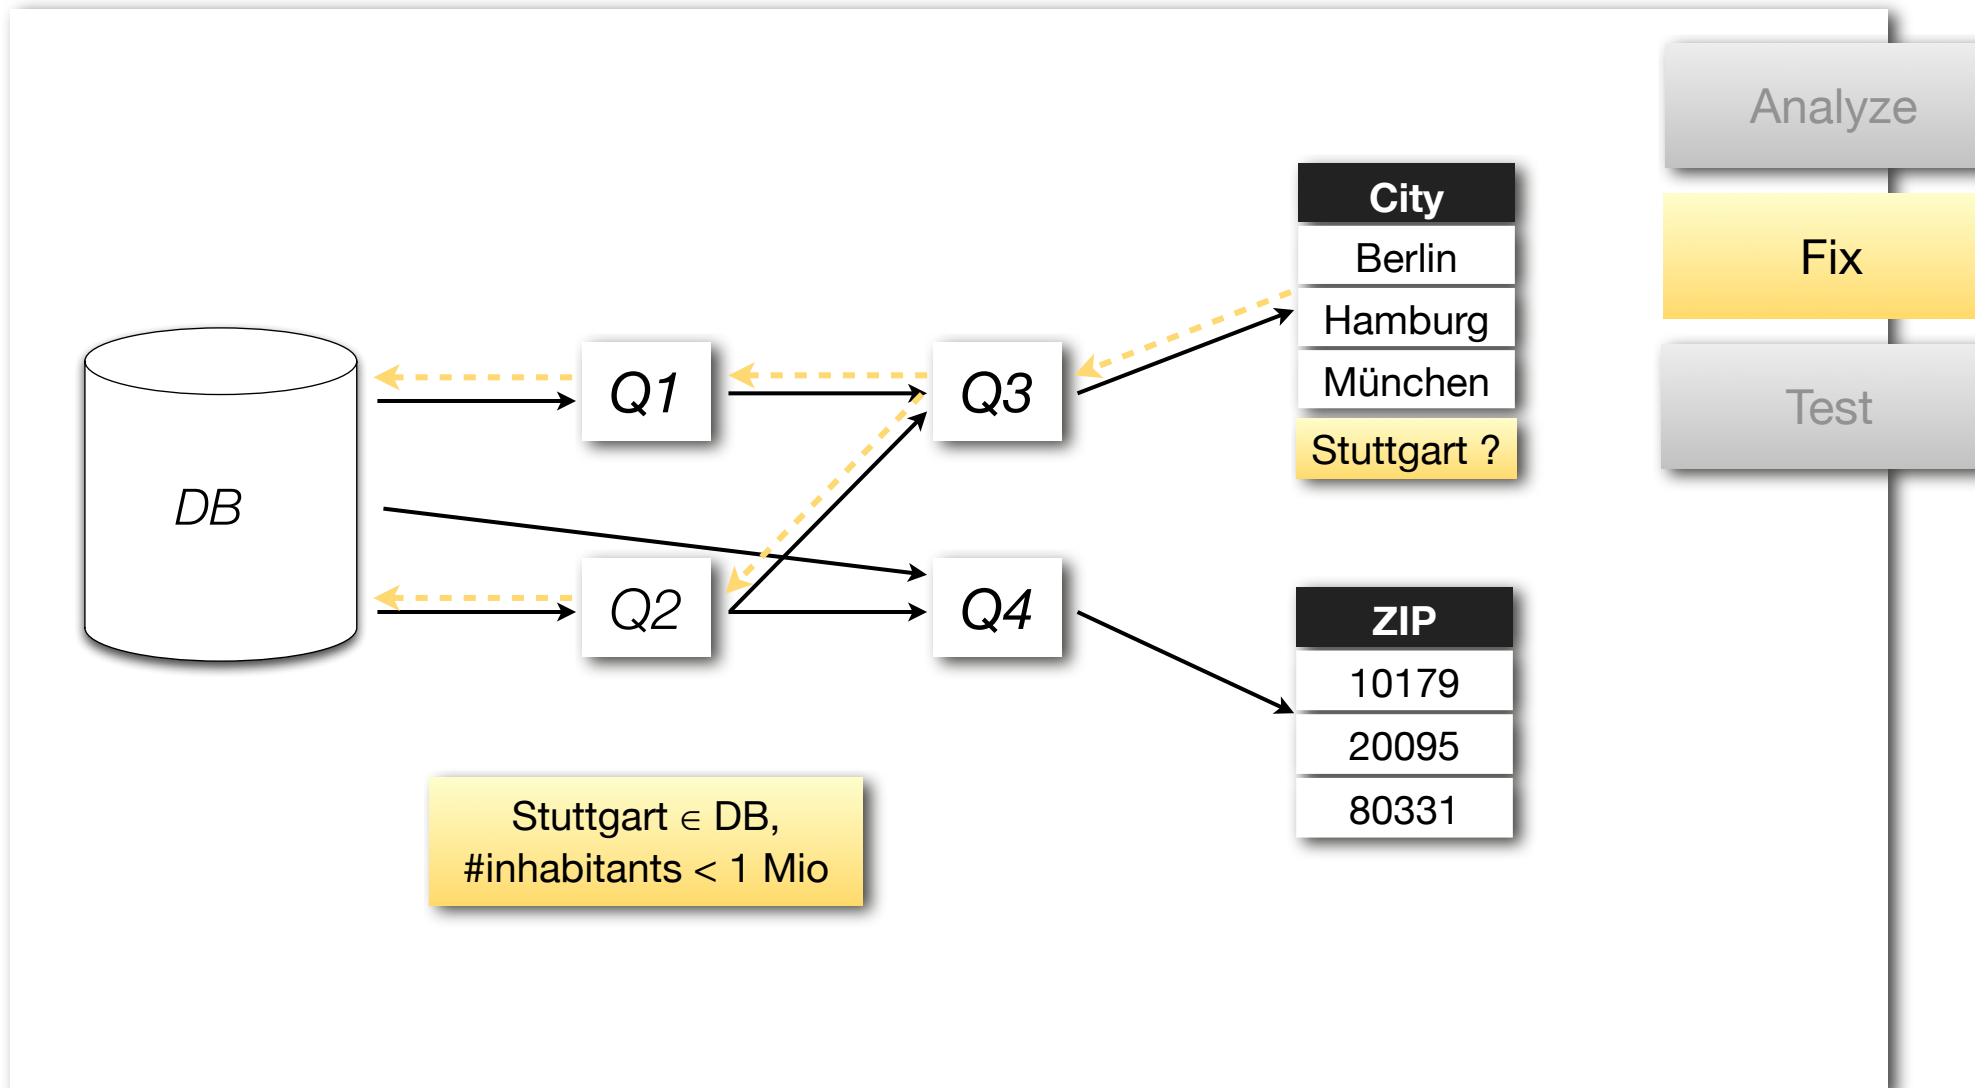 Analyze
Fix
Test
DB
Q1
Q2
Q3
Q4
City
Berlin
Hamburg
München
Stuttgart ?
ZIP
10179
20095
80331
Stuttgart ∈ DB,
#inhabitants < 1 Mio